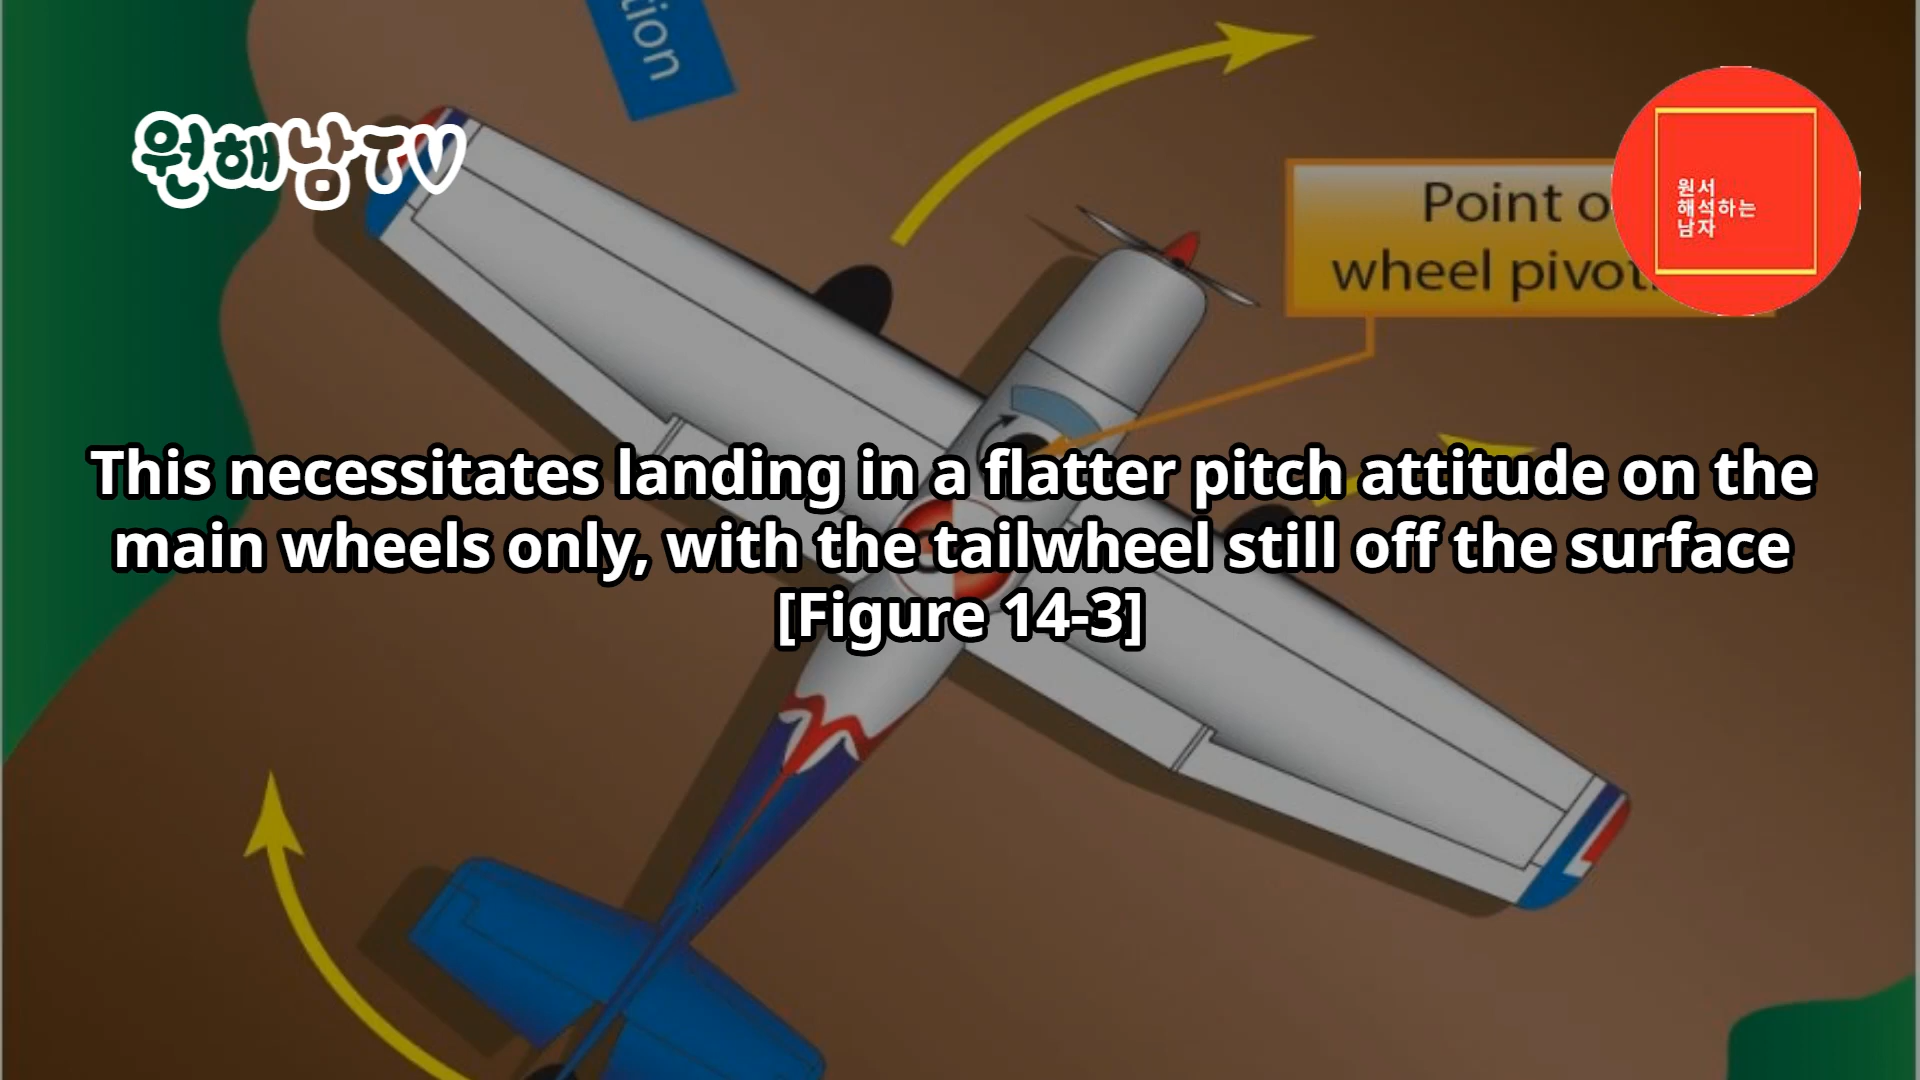 tion
원해남TV
Point o
wheel pivot
원서
해석하는
남자
This necessitates landing in a flatter pitch attitude on the
main wheels only, with the tailwheel still off the surface
[Figure 14-3]